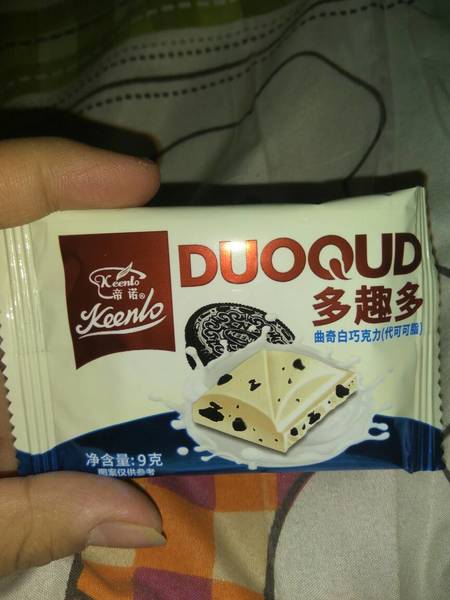 Keenlo
帝诺®
Keenlo
DUOQUD
多趣多
曲奇白巧克力(代可可脂)
净含量:9克
图案仅供参考